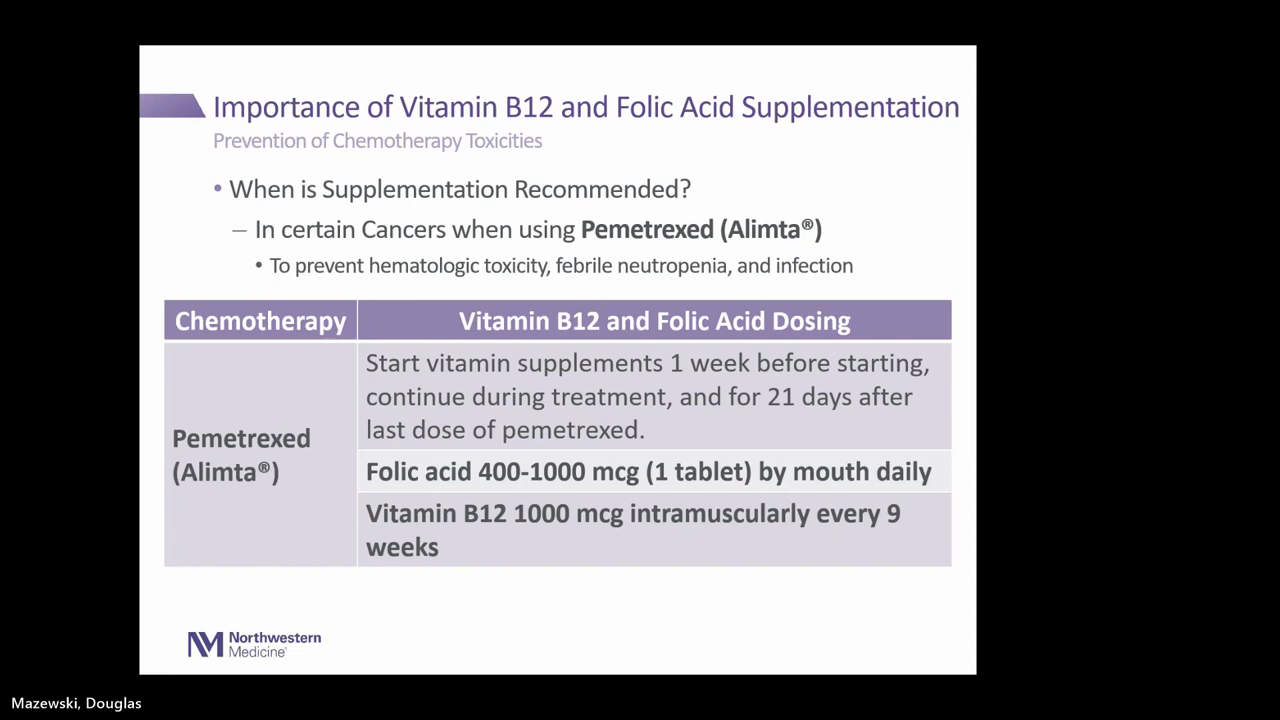 Importance of Vitamin B12 and Folic Acid Supplementation
Prevention of Chemotherapy Toxicities
• When is Supplementation Recommended?
– In certain Cancers when using Pemetrexed (Alimta®)
• To prevent hematologic toxicity, febrile neutropenia, and infection
Chemotherapy
Vitamin B12 and Folic Acid Dosing
Pemetrexed
(Alimta®)
Start vitamin supplements 1 week before starting,
continue during treatment, and for 21 days after
last dose of pemetrexed.
Folic acid 400-1000 mcg (1 tablet) by mouth daily
Vitamin B12 1000 mcg intramuscularly every 9
weeks
NM
Northwestern
Medicine®
Mazewski, Douglas